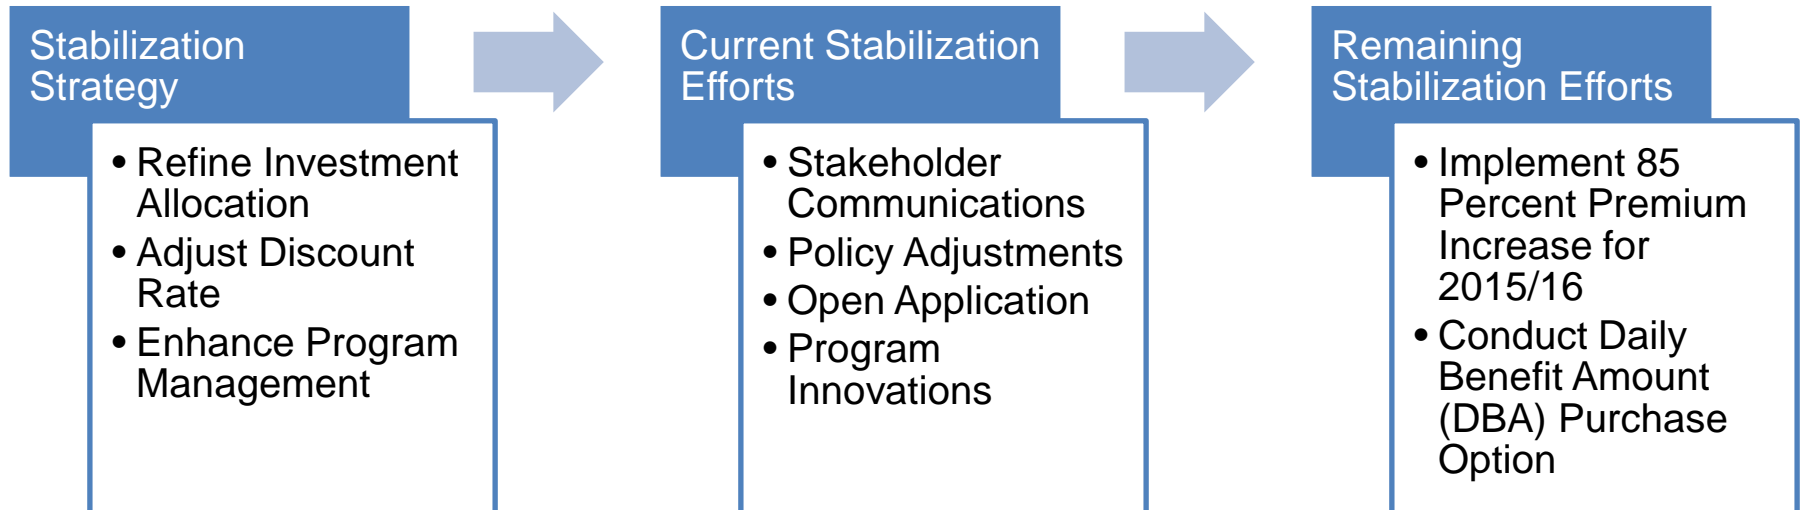 Stabilization
Strategy
• Refine Investment
Allocation
• Adjust Discount
Rate
• Enhance Program
Management
Current Stabilization
Efforts
• Stakeholder
Communications
• Policy Adjustments
• Open Application
• Program
Innovations
Remaining
Stabilization Efforts
• Implement 85
Percent Premium
Increase for
2015/16
• Conduct Daily
Benefit Amount
(DBA) Purchase
Option